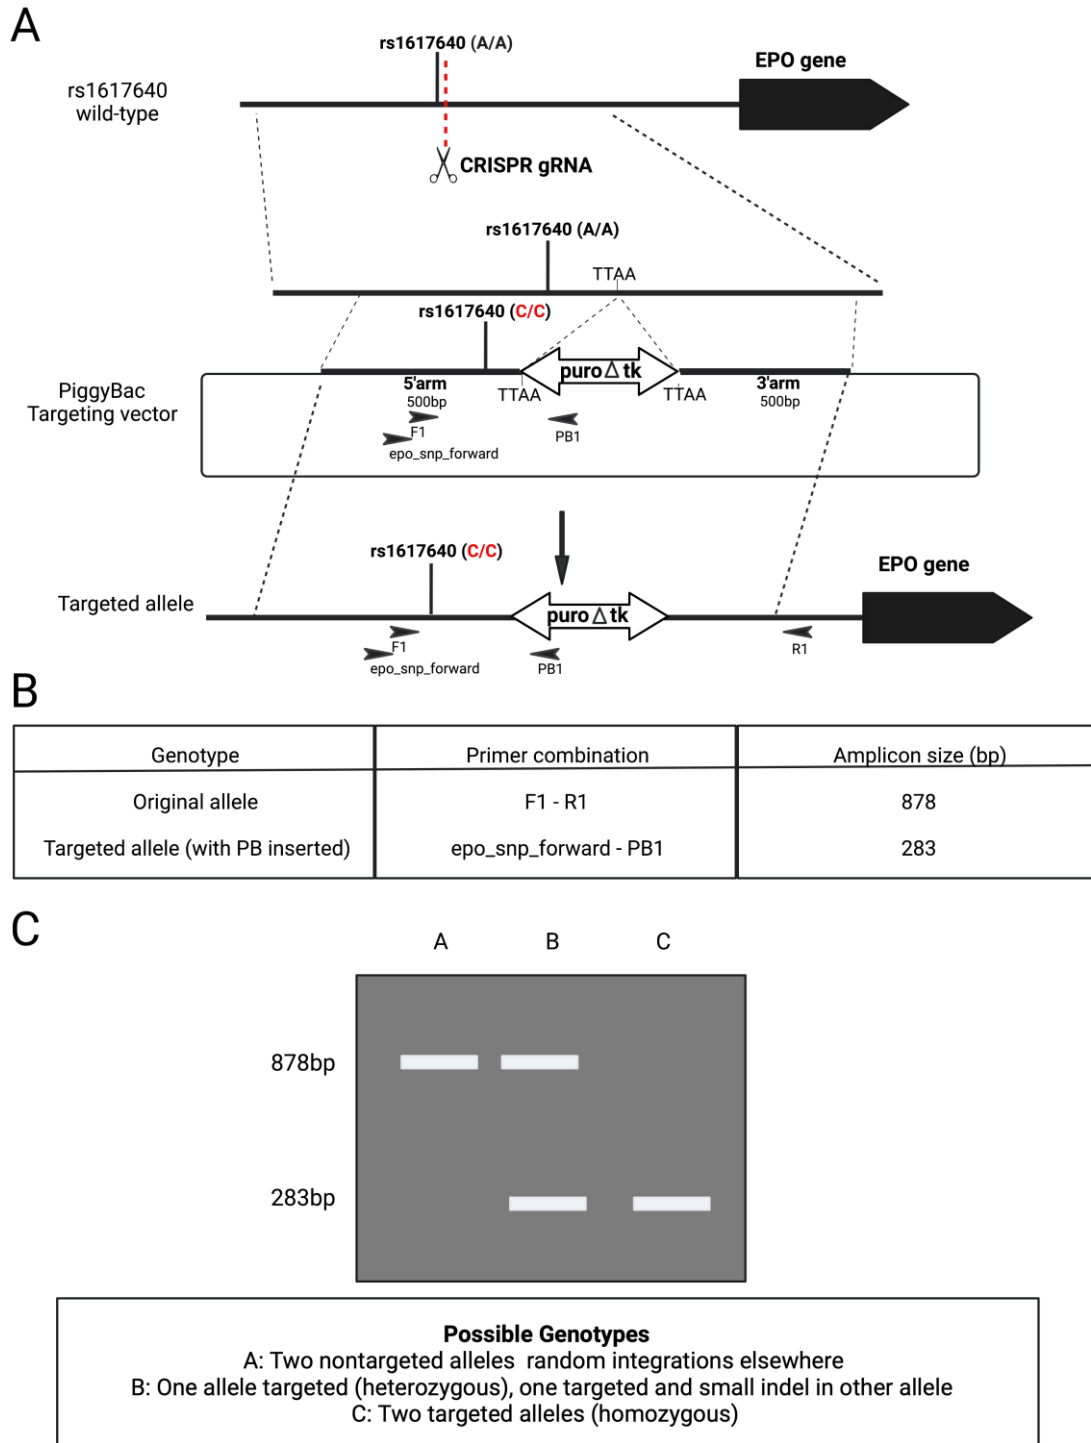 A
rs1617640 (A/A)
EPO gene
rs1617640
wild-type
CRISPR gRNA
rs1617640 (A/A)
TTAA
rs1617640 (C/C)
puro Δ tk
5'arm
500bp
TTAA
TTAA
3'arm
500bp
PiggyBac
Targeting vector
F1
PB1
epo_snp_forward
rs1617640 (C/C)
EPO gene
Targeted allele
puro Δ tk
F1
epo_snp_forward
PB1
R1
B
Genotype Primer combination Amplicon size (bp)
Original allele F1 - R1 878
Targeted allele (with PB inserted) epo_snp_forward - PB1 283
C
A B C
878bp
283bp
Possible Genotypes
A: Two nontargeted alleles random integrations elsewhere
B: One allele targeted (heterozygous), one targeted and small indel in other allele
C: Two targeted alleles (homozygous)